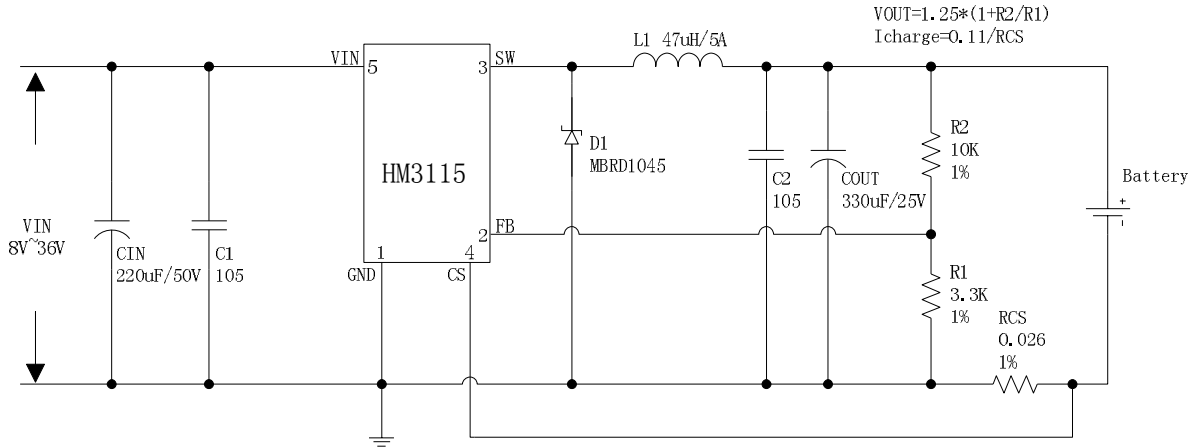 VOUT=1.25*(1+R2/R1)
Icharge=0.11/RCS
L1 47uH/5A
VIN
5
3
SW
R2
10K
1%
D1
MBRD1045
HM3115
C2
105
COUT
330uF/25V
Battery
+
-
VIN
8V~36V
CIN
220uF/50V
C1
105
2
FB
1
4
GND
CS
R1
3.3K
1%
RCS
0.026
1%